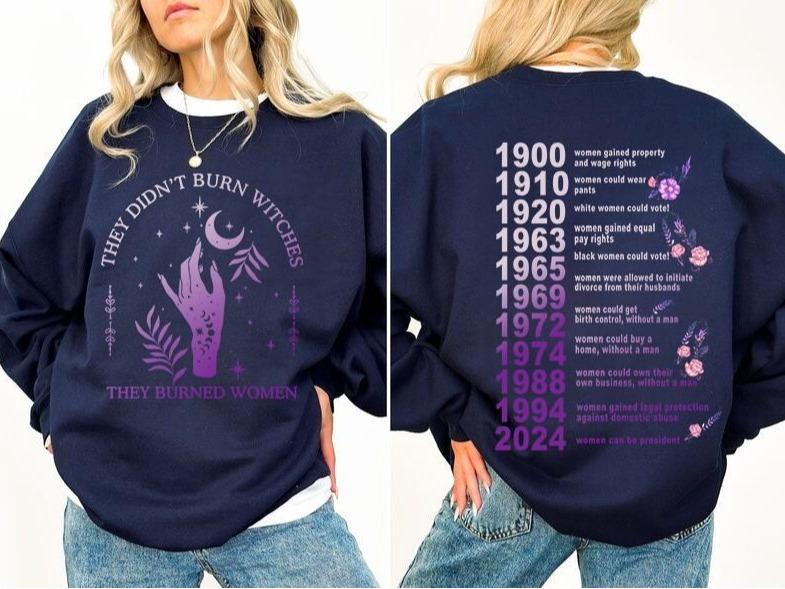 THEY DIDN'T BURN WITCHES
THEY BURNED WOMEN
1900 women gained property
and wage rights
1910 women could wear
pants
1920 white women could vote!
1963 women gained equal
pay rights
1965 black women could vote!
1969 women were allowed to initiate
divorce from their husbands
1972 women could get
birth control, without a man
1974 women could buy a
home, without a man
1988 women could own their
own business, without a man
1994 women gained legal protection
against domestic abuse
2024 women can be president